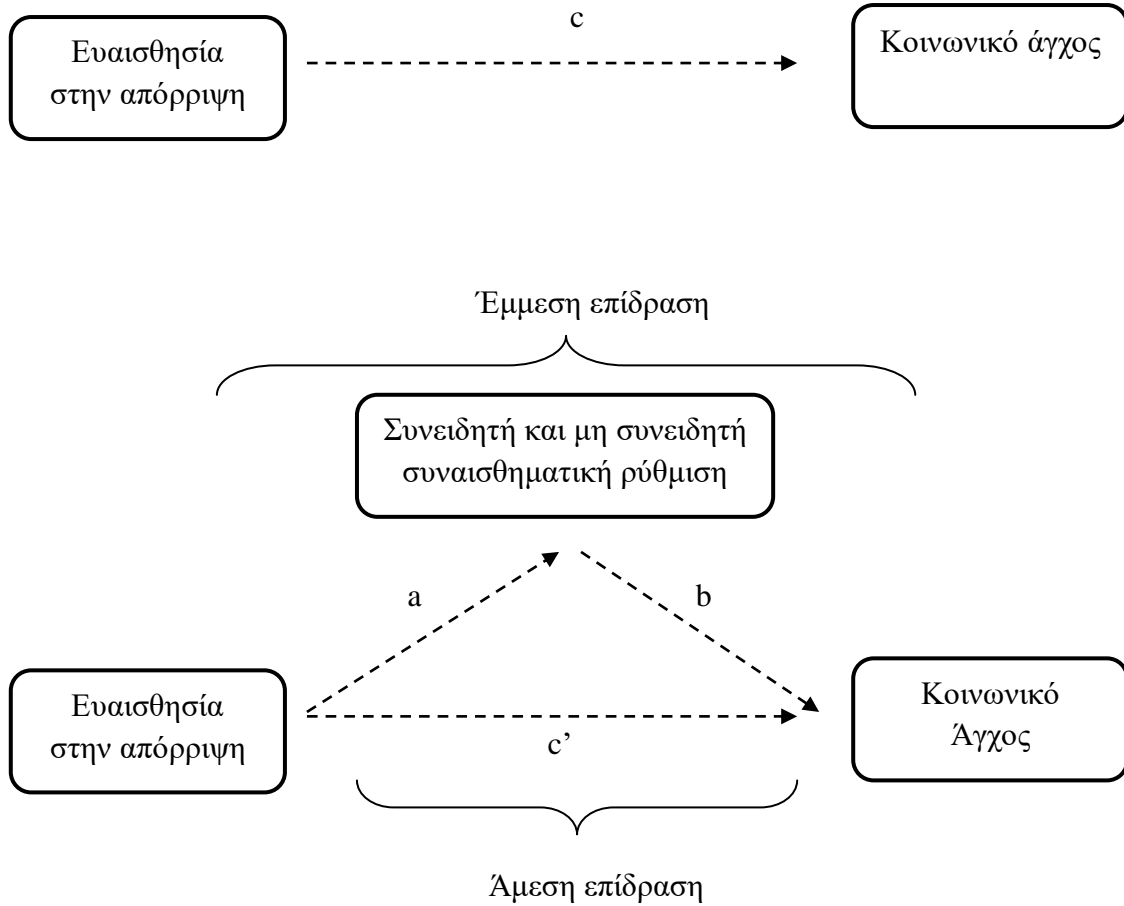 c
Ευαισθησία
στην απόρριψη
Κοινωνικό άγχος
Έμμεση επίδραση
Συνειδητή και μη συνειδητή
συναισθηματική ρύθμιση
a
b
Ευαισθησία
στην απόρριψη
Κοινωνικό
Άγχος
c’
Άμεση επίδραση